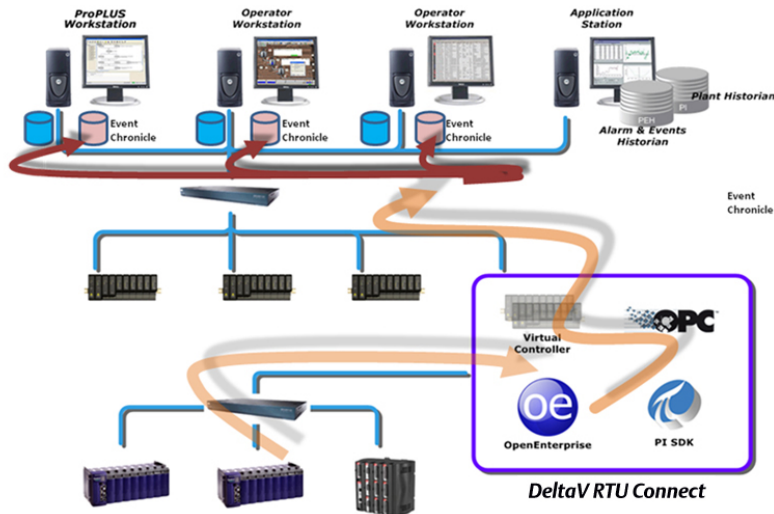 ProPLUS
Workstation
Operator
Workstation
Operator
Workstation
Application
Station
Event
Chronicle
Event
Chronicle
Event
Chronicle
Plant Historian
PI
PEH
Alarm & Events
Historian
Event
Chronicle
Virtual
Controller
OPC
OpenEnterprise
oe
PI SDK
DeltaV RTU Connect